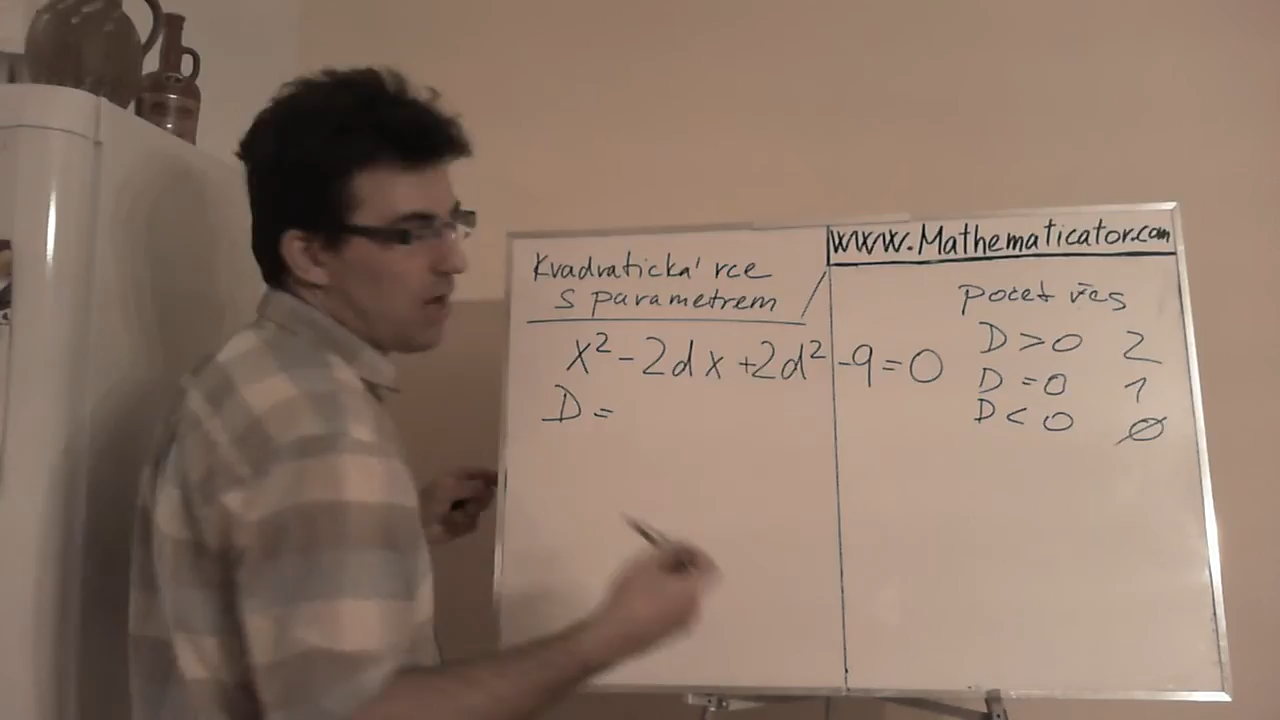 Kvadratická rce
s parametrem
x² - 2dx + 2d² - 9 = 0
D =
www.Mathematicator.com
počet řeš
D > 0 2
D = 0 1
D < 0 ∅